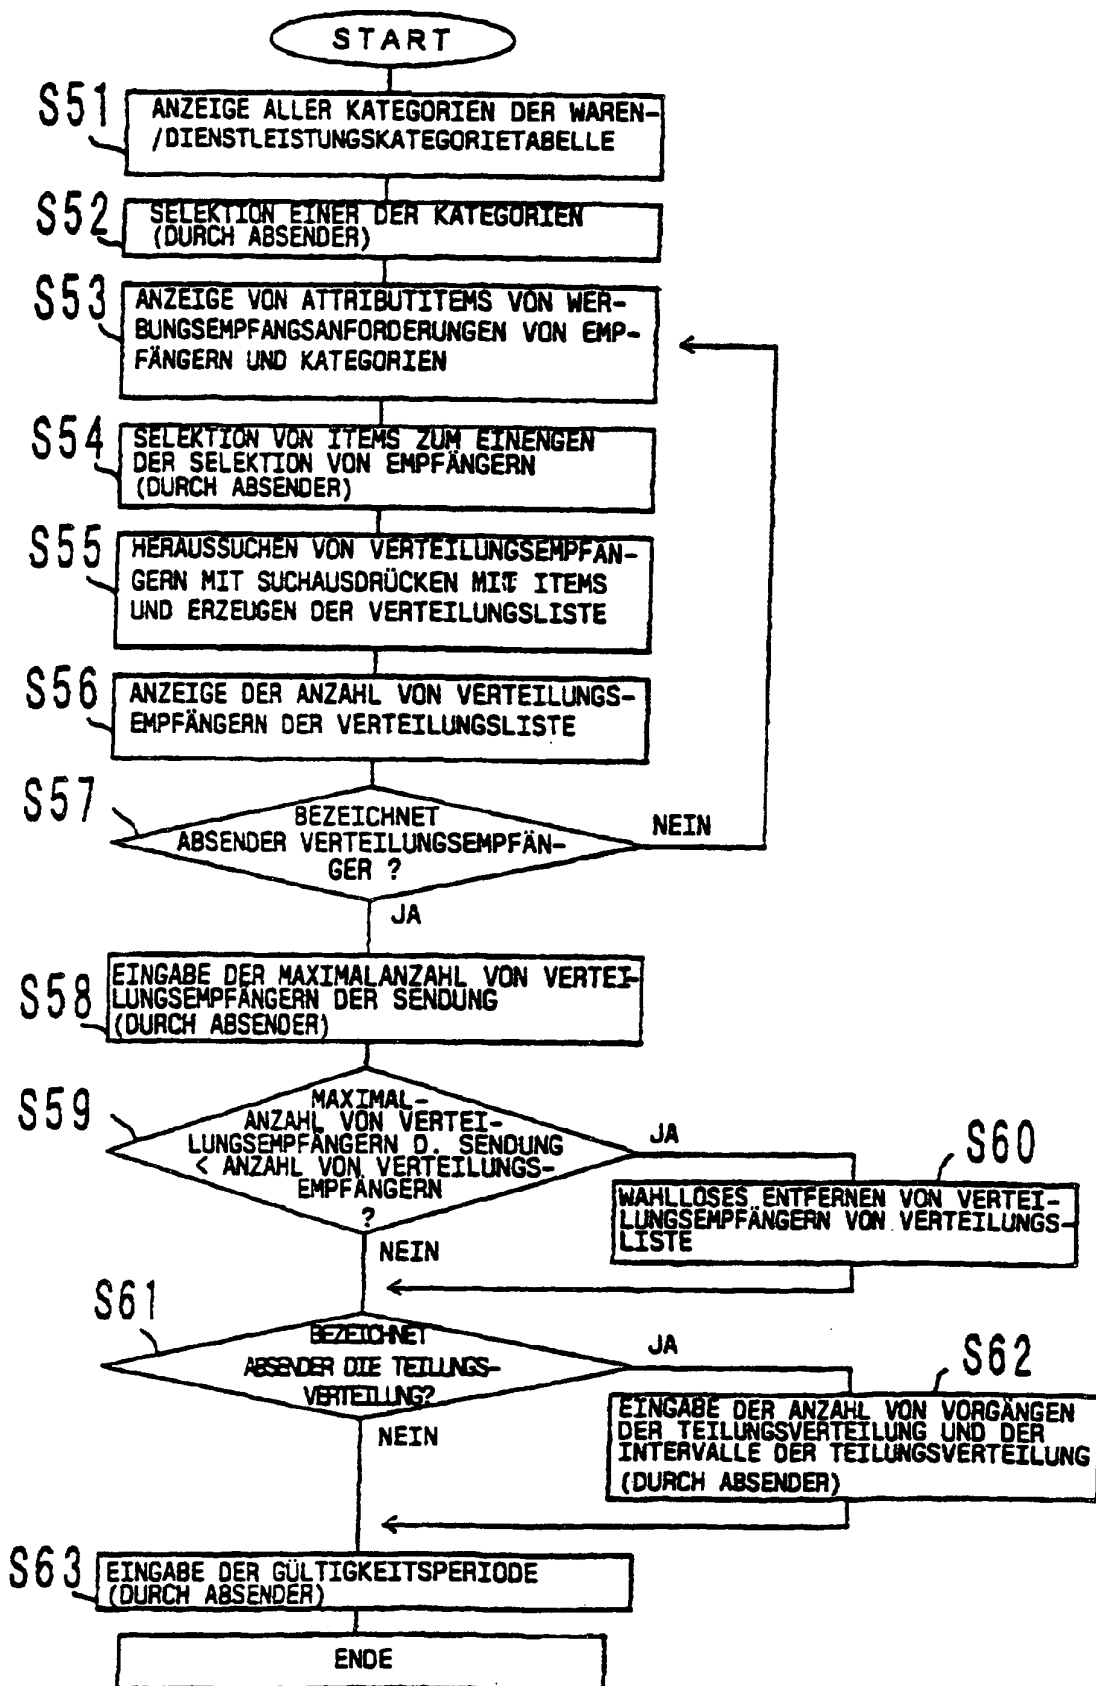 START
S51
ANZEIGE ALLER KATEGORIEN DER WAREN-
/DIENSTLEISTUNGSKATEGORIETABELLE
S52
SELEKTION EINER DER KATEGORIEN
(DURCH ABSENDER)
S53
ANZEIGE VON ATTRIBUTITEMS VON WER-
BUNGSEMPFANGSANFORDERUNGEN VON EMP-
FÄNGERN UND KATEGORIEN
S54
SELEKTION VON ITEMS ZUM EINENGEN
DER SELEKTION VON EMPFÄNGERN
(DURCH ABSENDER)
S55
HERAUSSUCHEN VON VERTEILUNGSEMPFÄN-
GERN MIT SUCHAUSDRÜCKEN MIT ITEMS
UND ERZEUGEN DER VERTEILUNGSLISTE
S56
ANZEIGE DER ANZAHL VON VERTEILUNGS-
EMPFÄNGERN DER VERTEILUNGSLISTE
S57
BEZEICHNET
ABSENDER VERTEILUNGSEMPFÄN-
GER ?
NEIN
JA
S58
EINGABE DER MAXIMALANZAHL VON VERTEI-
LUNGSEMPFÄNGERN DER SENDUNG
(DURCH ABSENDER)
S59
MAXIMAL-
ANZAHL VON VERTEI-
LUNGSEMPFÄNGERN D. SENDUNG
< ANZAHL VON VERTEILUNGS-
EMPFÄNGERN
?
JA
NEIN
S60
WAHLLOSES ENTFERNEN VON VERTEI-
LUNGSEMPFÄNGERN VON VERTEILUNGS-
LISTE
S61
BEZEICHNET
ABSENDER DIE TEILUNGS-
VERTEILUNG?
JA
NEIN
S62
EINGABE DER ANZAHL VON VORGÄNGEN
DER TEILUNGSVERTEILUNG UND DER
INTERVALLE DER TEILUNGSVERTEILUNG
(DURCH ABSENDER)
S63
EINGABE DER GÜLTIGKEITSPERIODE
(DURCH ABSENDER)
ENDE